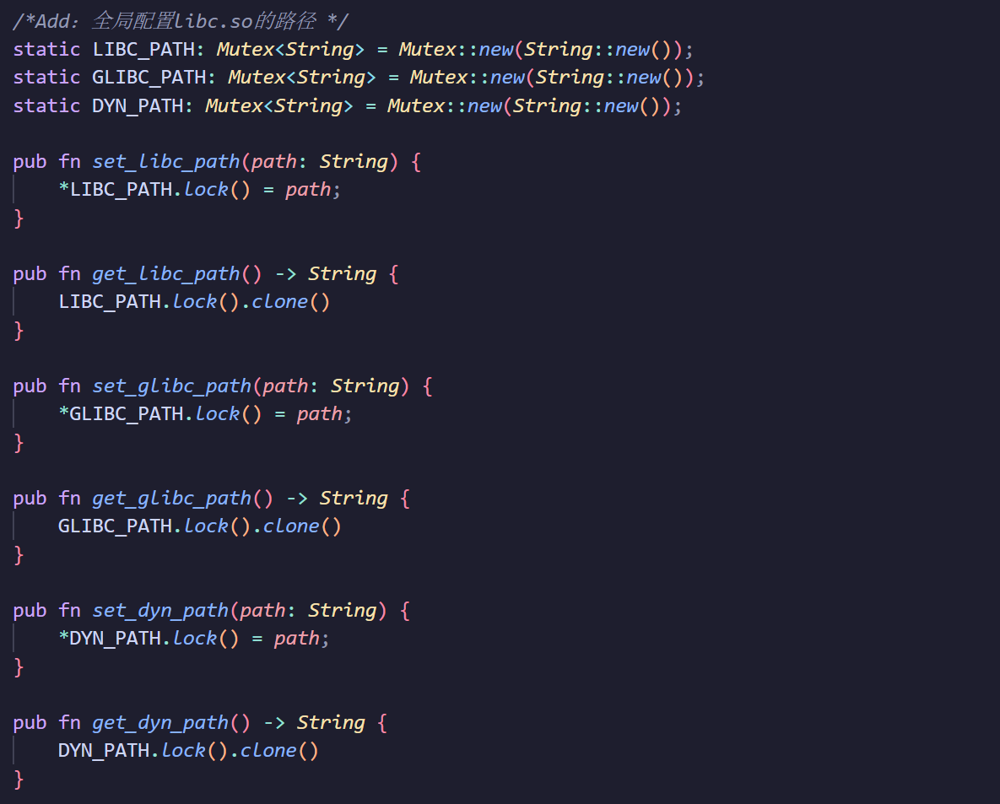 /*Add：全局配置libc.so的路径 */
static LIBC_PATH: Mutex<String> = Mutex::new(String::new());
static GLIBC_PATH: Mutex<String> = Mutex::new(String::new());
static DYN_PATH: Mutex<String> = Mutex::new(String::new());

pub fn set_libc_path(path: String) {
    *LIBC_PATH.lock() = path;
}

pub fn get_libc_path() -> String {
    LIBC_PATH.lock().clone()
}

pub fn set_glibc_path(path: String) {
    *GLIBC_PATH.lock() = path;
}

pub fn get_glibc_path() -> String {
    GLIBC_PATH.lock().clone()
}

pub fn set_dyn_path(path: String) {
    *DYN_PATH.lock() = path;
}

pub fn get_dyn_path() -> String {
    DYN_PATH.lock().clone()
}